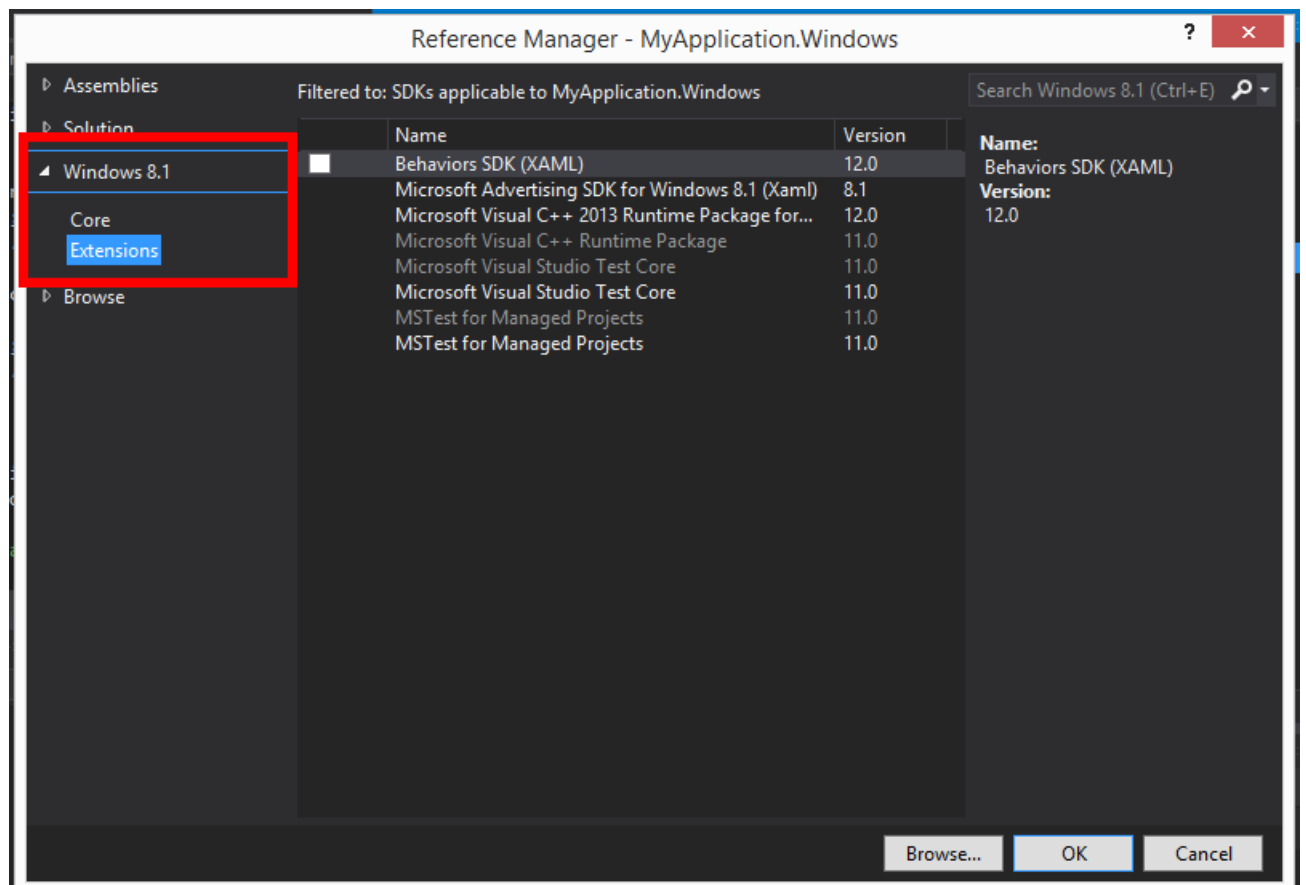 Reference Manager - MyApplication.Windows
?
Assemblies
Solution
Windows 8.1
Core
Extensions
Browse
Filtered to: SDKs applicable to MyApplication.Windows
Name Version
Behaviors SDK (XAML) 12.0
Microsoft Advertising SDK for Windows 8.1 (Xaml) 8.1
Microsoft Visual C++ 2013 Runtime Package for... 12.0
Microsoft Visual C++ Runtime Package 11.0
Microsoft Visual Studio Test Core 11.0
Microsoft Visual Studio Test Core 11.0
MSTest for Managed Projects 11.0
MSTest for Managed Projects 11.0
Search Windows 8.1 (Ctrl+E)
Name:
Behaviors SDK (XAML)
Version:
12.0
Browse... OK Cancel